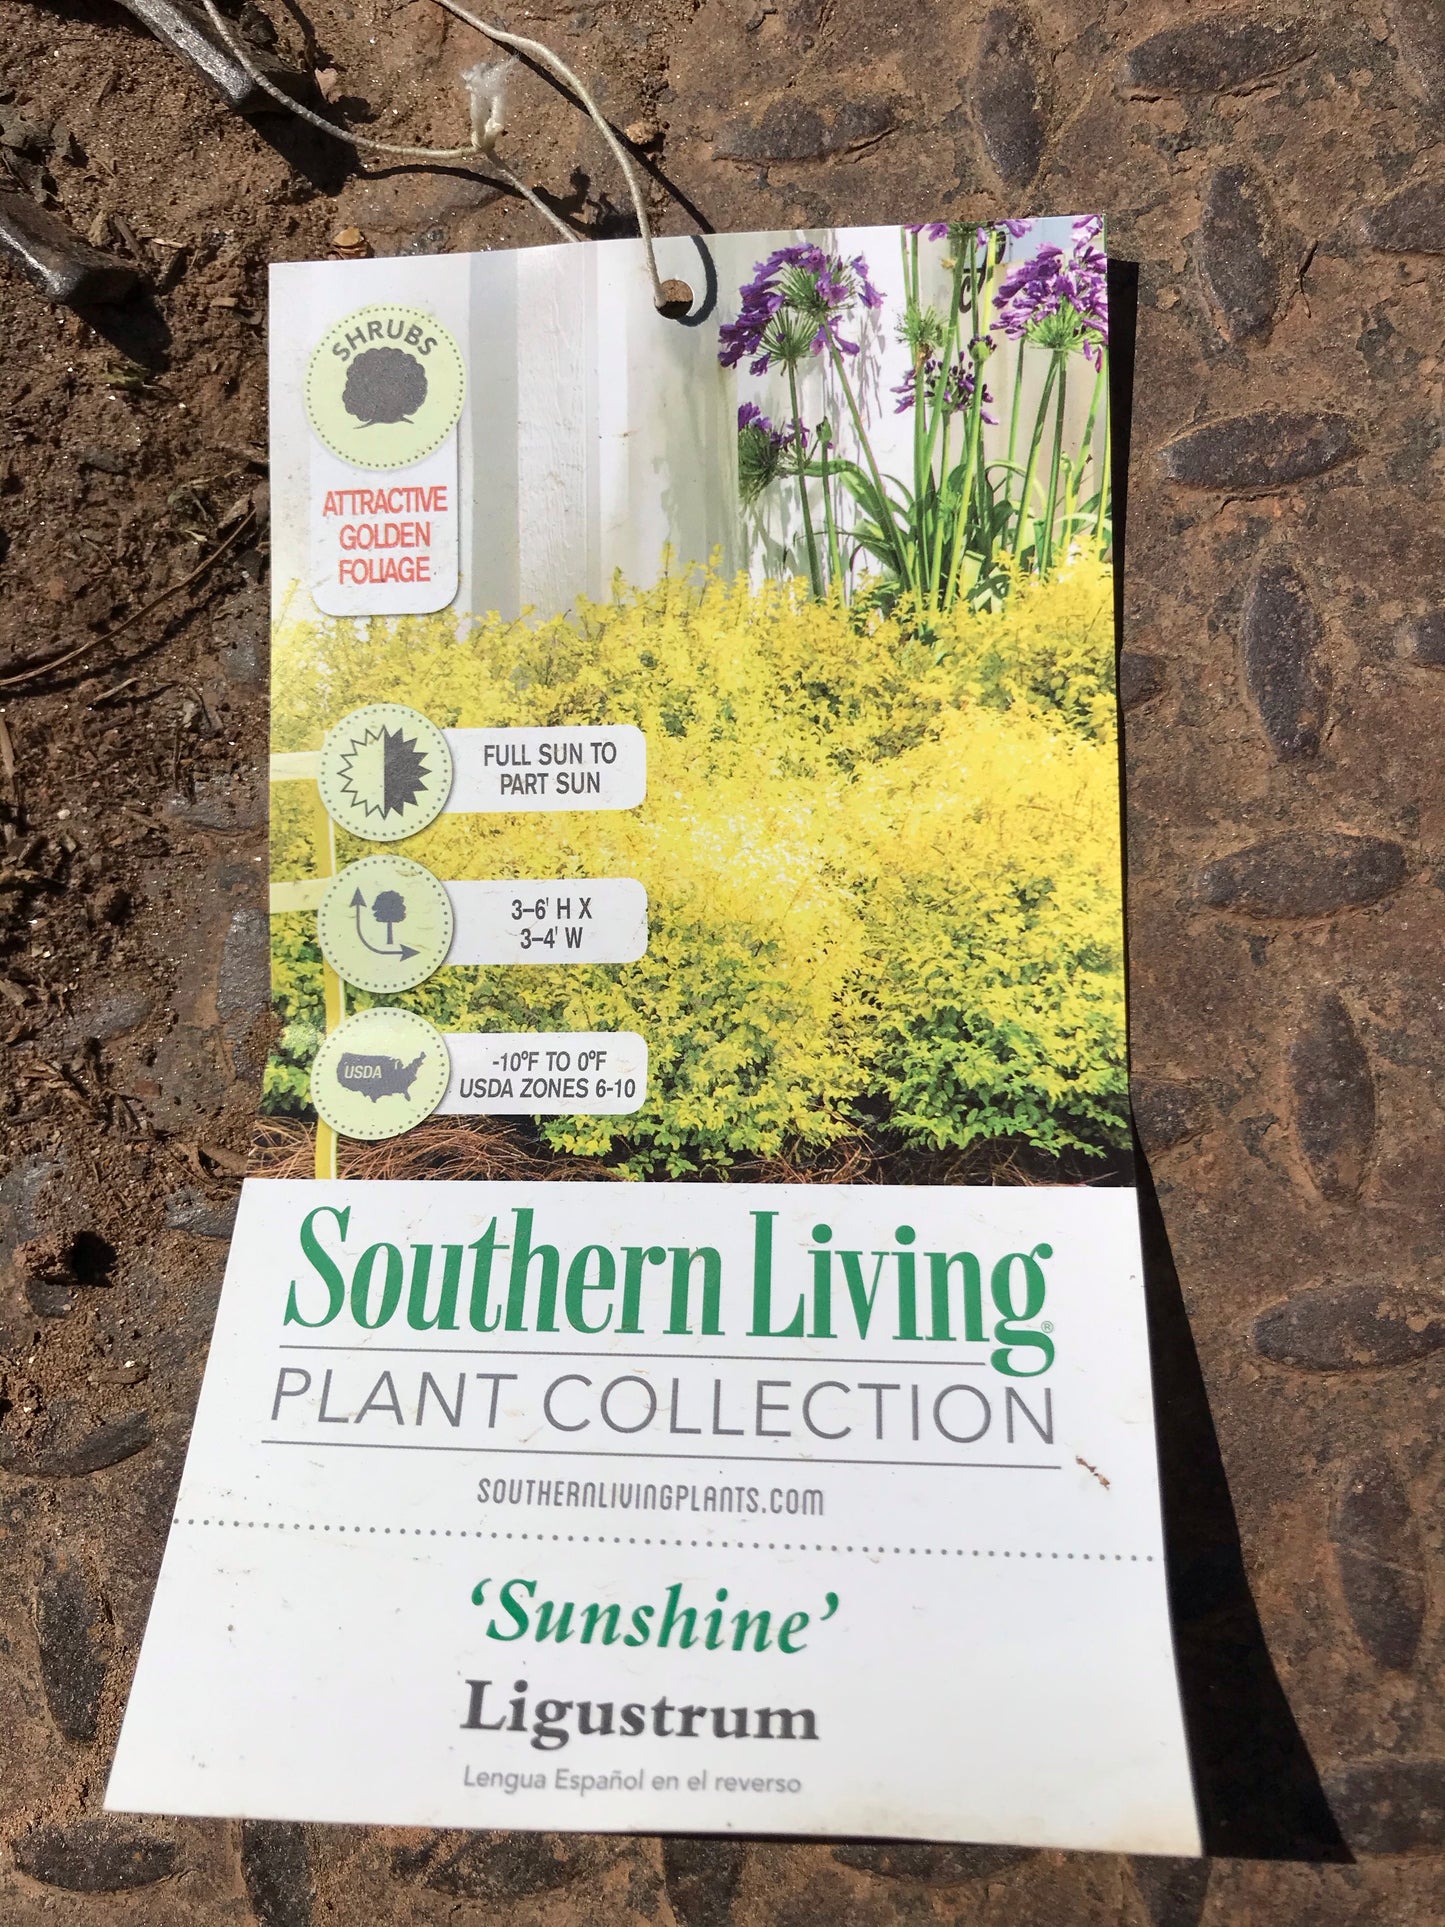 SHRUBS
ATTRACTIVE
GOLDEN
FOLIAGE
FULL SUN TO
PART SUN
3–6' H X
3–4' W
USDA
-10°F TO 0°F
USDA ZONES 6-10
Southern Living®
PLANT COLLECTION
SOUTHERNLIVINGPLANTS.COM
‘Sunshine’
Ligustrum
Lengua Español en el reverso